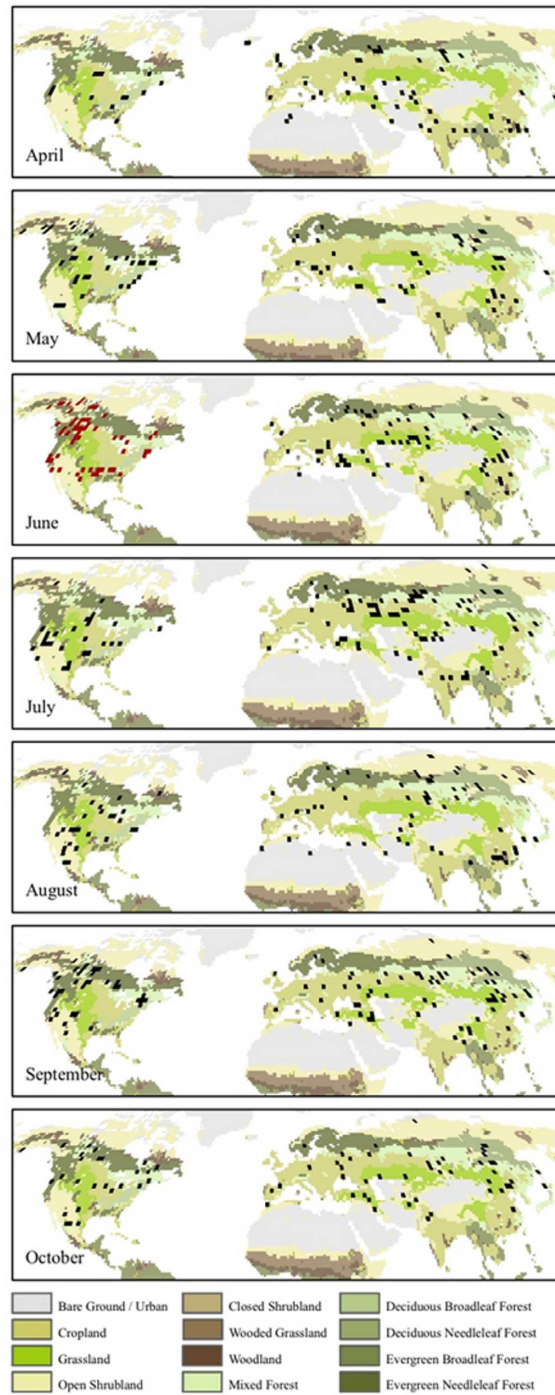 April
May
June
July
August
September
October
Bare Ground / Urban
Closed Shrubland
Deciduous Broadleaf Forest
Cropland
Wooded Grassland
Deciduous Needleleaf Forest
Grassland
Woodland
Evergreen Broadleaf Forest
Open Shrubland
Mixed Forest
Evergreen Needleleaf Forest